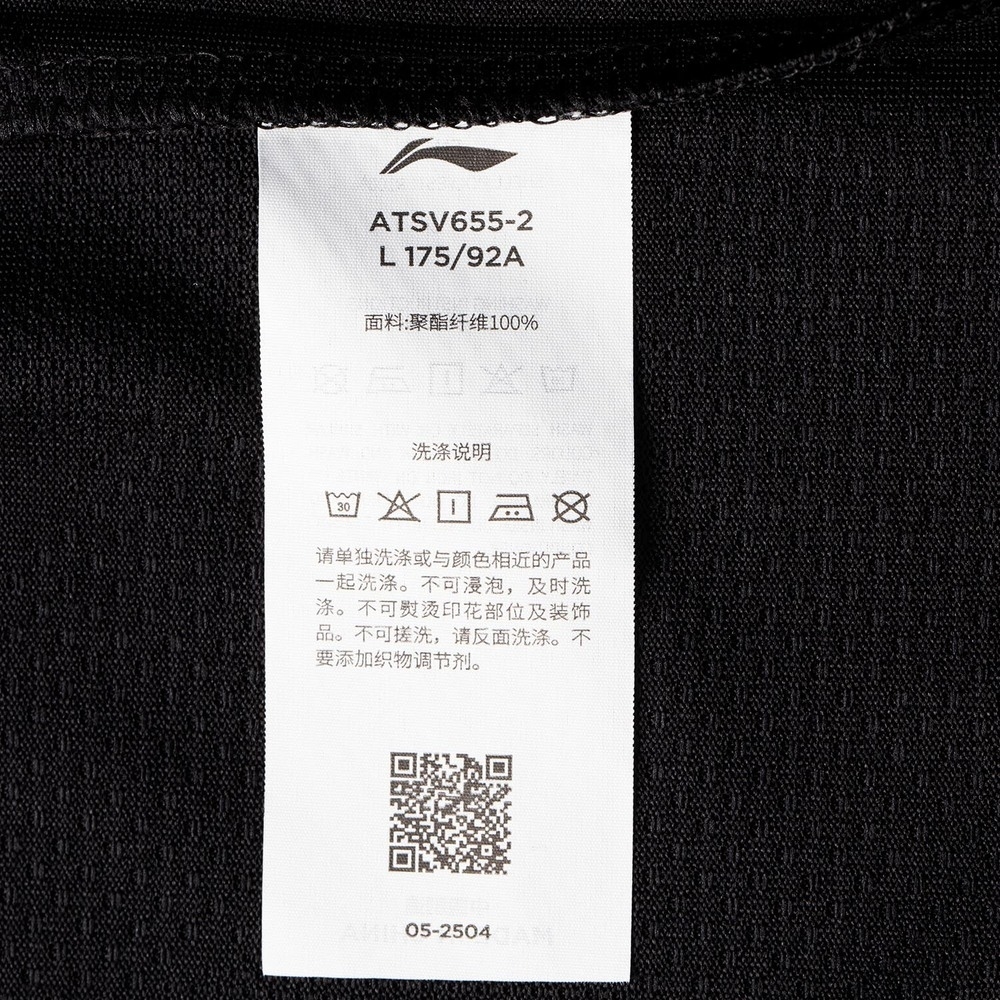 ATSV655-2
L 175/92A
面料:聚酯纤维100%
洗涤说明
30
请单独洗涤或与颜色相近的产品
一起洗涤。不可浸泡，及时洗
涤。不可熨烫印花部位及装饰
品。不可搓洗，请反面洗涤。不
要添加织物调节剂。
05-2504